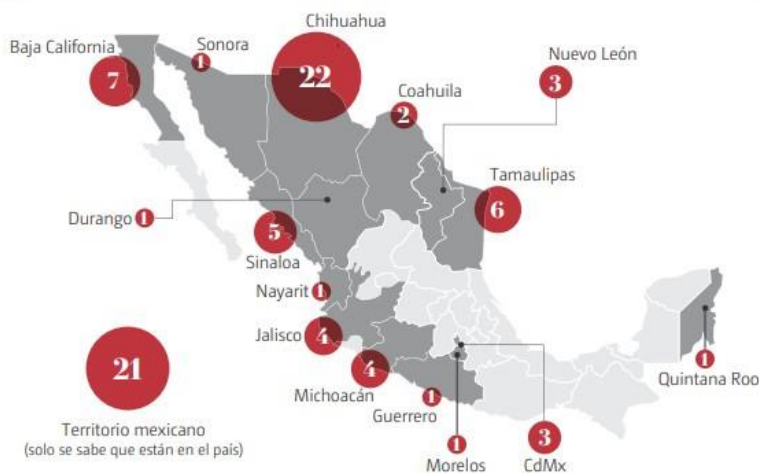 Chihuahua
22
Baja California
7
Sonora
1
Nuevo León
3
Coahuila
2
Tamaulipas
6
Durango 1
5
Sinaloa
Nayarit 1
Jalisco 4
4
Michoacán
1
Guerrero
1
Morelos
3
CdMx
1
Quintana Roo
21
Territorio mexicano
(solo se sabe que están en el país)